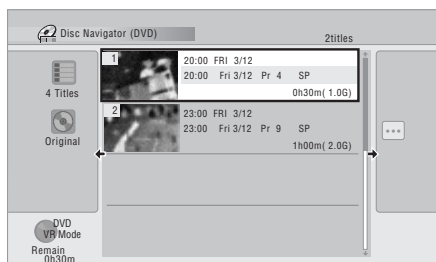 Disc Navigator (DVD)
2titles
4 Titles
Original
1
20:00 FRI 3/12
20:00 Fri 3/12 Pr 4 SP
0h30m( 1.0G)
2
23:00 FRI 3/12
23:00 Fri 3/12 Pr 9 SP
1h00m( 2.0G)
DVD
VR Mode
Remain
0h30m